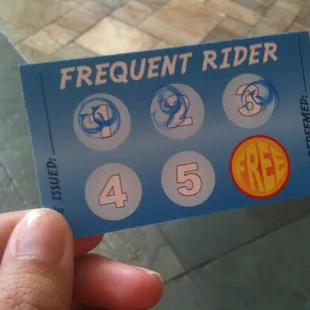 FREQUENT RIDER
1 2 3
4 5 FREE
ISSUED:
REDEEMED: